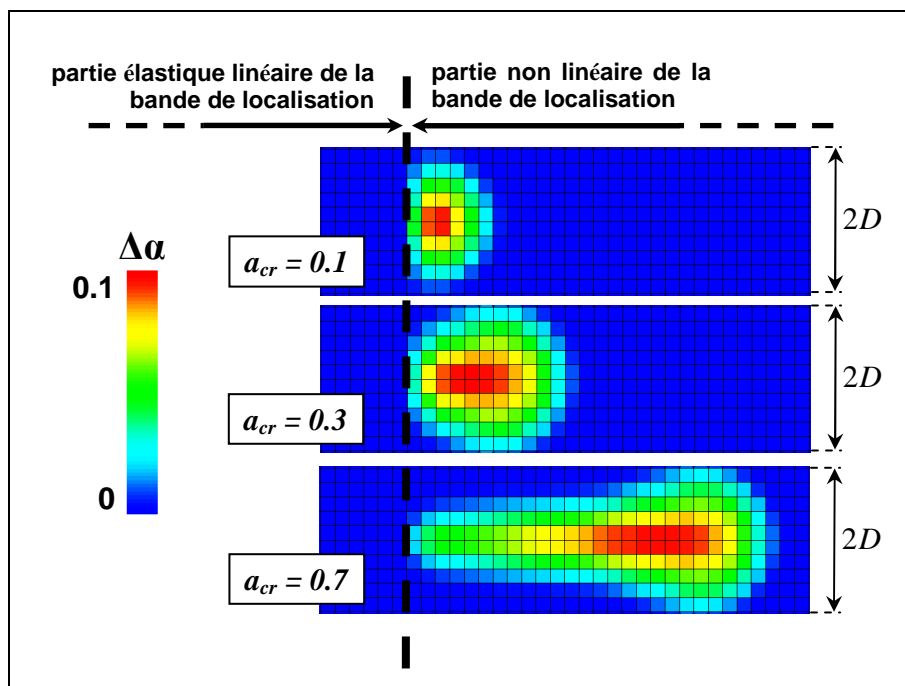 partie élastique linéaire de la
bande de localisation
partie non linéaire de la
bande de localisation
2D
Δα
a_cr = 0.1
0.1
2D
a_cr = 0.3
0
2D
a_cr = 0.7